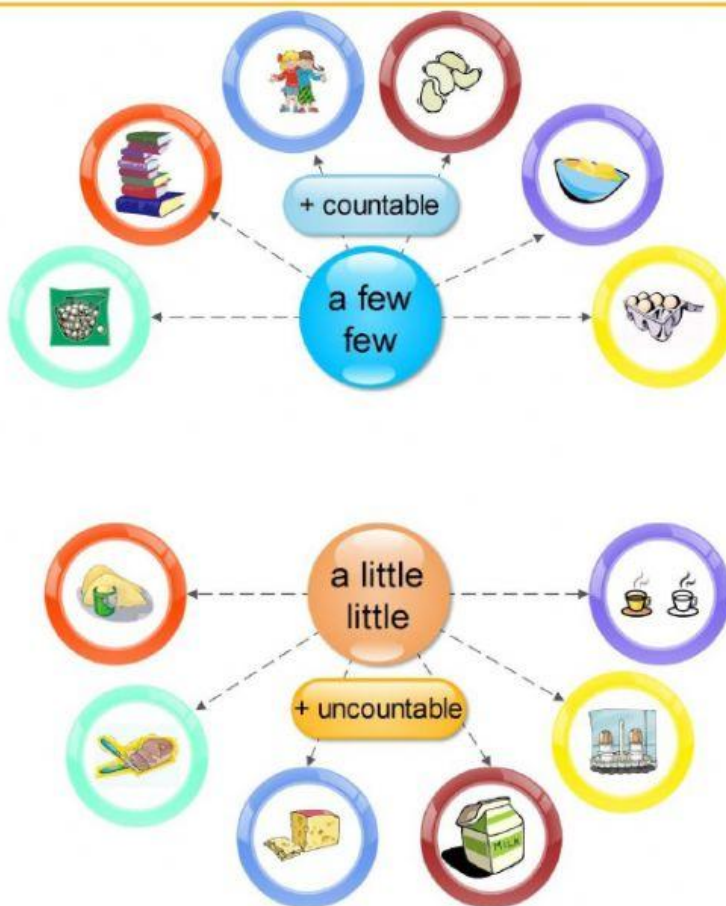 + countable
a few
few
a little
little
+ uncountable
MILK